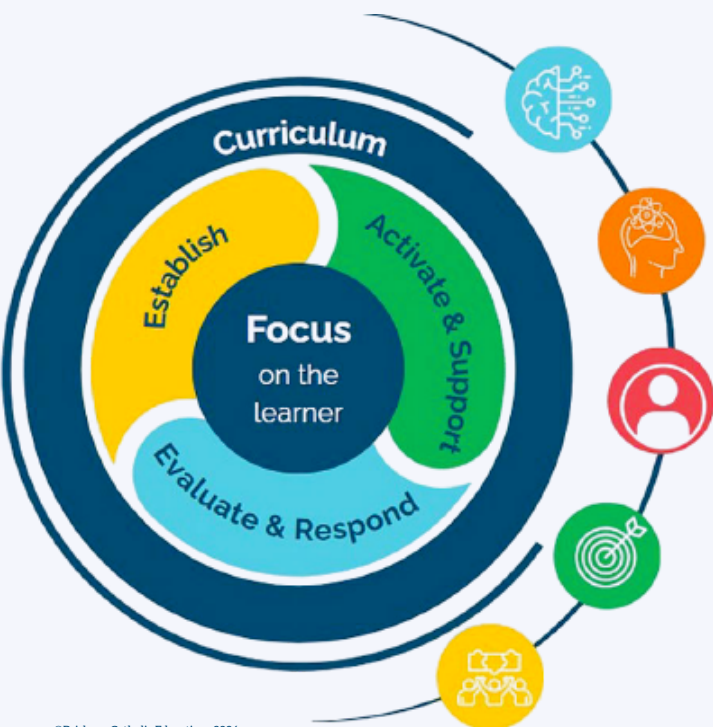 Curriculum
Establish
Activate & Support
Focus
on the
learner
Evaluate & Respond